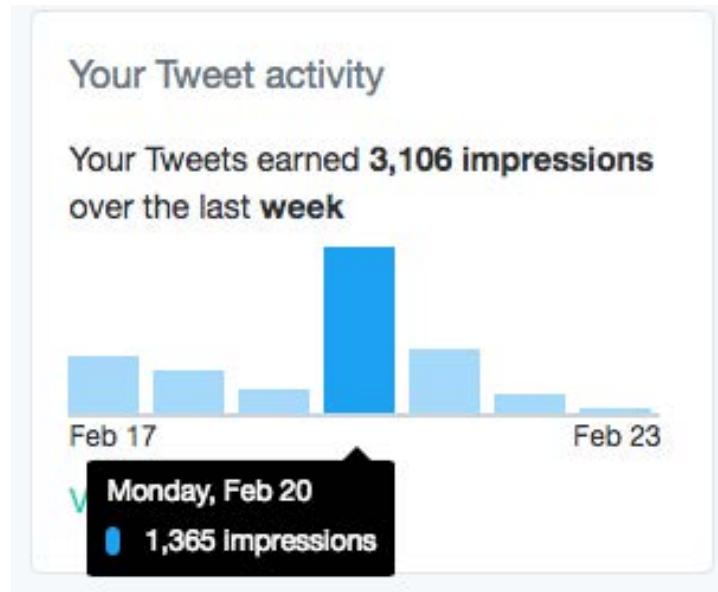 Your Tweet activity
Your Tweets earned 3,106 impressions
over the last week
Feb 17
Feb 23
Monday, Feb 20
1,365 impressions